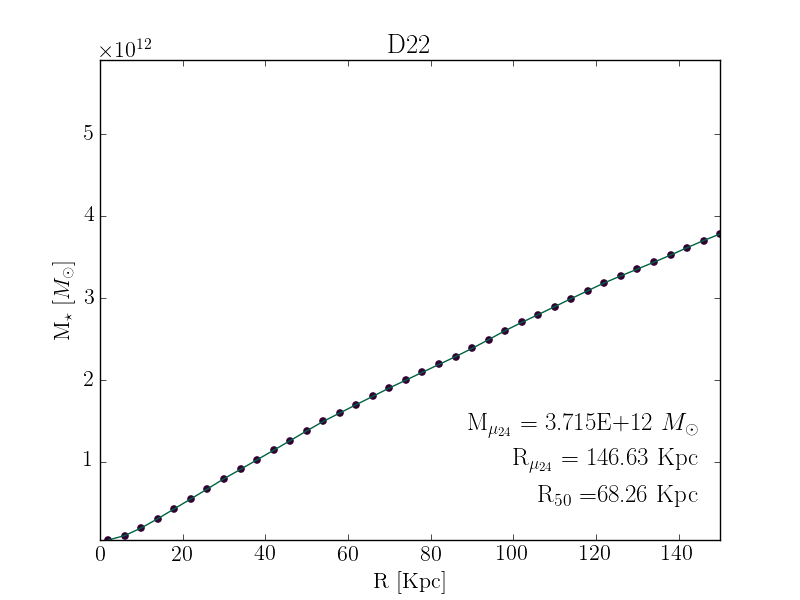 D22
×10¹²
5
4
3
2
1
M⋆ [M☉]
M_μ₂₄ = 3.715E+12 M☉
R_μ₂₄ = 146.63 Kpc
R₅₀ =68.26 Kpc
0 20 40 60 80 100 120 140
R [Kpc]